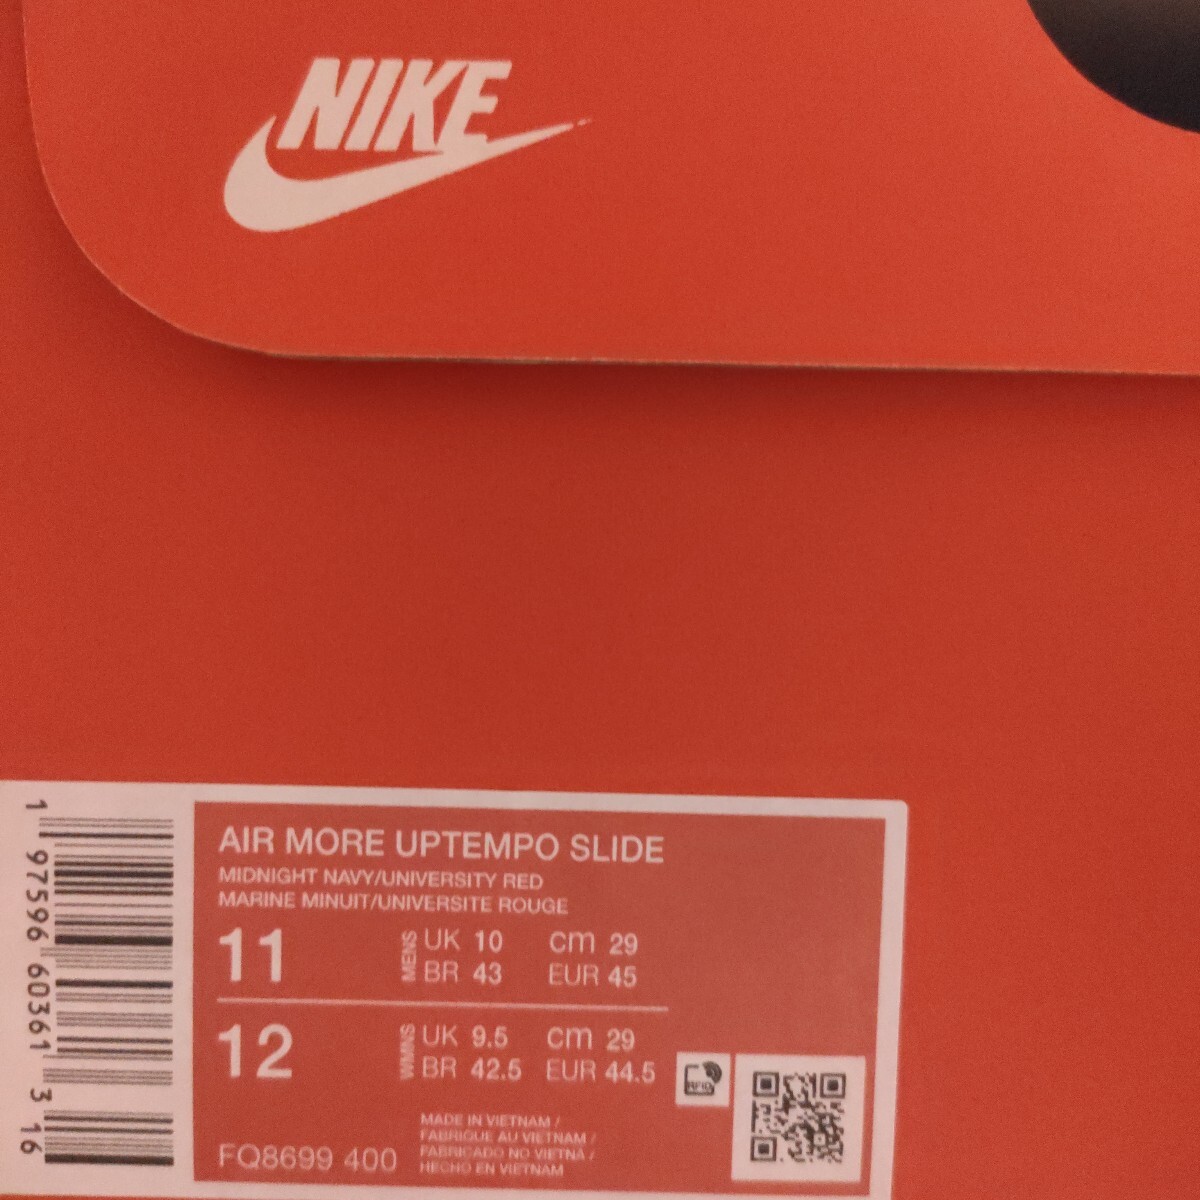 NIKE
AIR MORE UPTEMPO SLIDE
MIDNIGHT NAVY/UNIVERSITY RED
MARINE MINUIT/UNIVERSITE ROUGE
11 MENS UK 10 cm 29
BR 43 EUR 45
12 WMNS UK 9.5 cm 29
BR 42.5 EUR 44.5
RFID
MADE IN VIETNAM /
FABRIQUE AU VIETNAM /
FABRICADO NO VIETNÃ /
HECHO EN VIETNAM
FQ8699 400
1 97596 60361 3 16